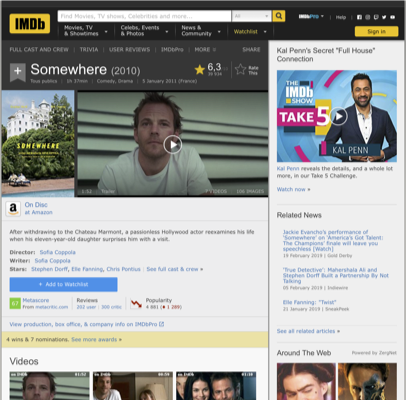 IMDb
Find Movies, TV shows, Celebrities and more...
All
IMDbPro
Help
Movies, TV
& Showtimes
Celebs, Events
& Photos
News &
Community
Watchlist
Sign in
FULL CAST AND CREW
TRIVIA
USER REVIEWS
IMDbPro
MORE
SHARE
Somewhere (2010)
6,3
Rate
This
Tous publics
1h 37min
Comedy, Drama
5 January 2011 (France)
SOMEWHERE
1:52
Trailer
VIDEOS
IMAGES
On Disc
at Amazon
After withdrawing to the Chateau Marmont, a passionless Hollywood actor reexamines his life
when his eleven-year-old daughter surprises him with a visit.
Director: Sofia Coppola
Writer: Sofia Coppola
Stars: Stephen Dorff, Elle Fanning, Chris Pontius
See full cast & crew »
+ Add to Watchlist
67
Metascore
From metacritic.com
Reviews
202 user
300 critic
Popularity
4 881
View production, box office, & company info on IMDbPro
4 wins & 7 nominations. See more awards »
Videos
Kal Penn's Secret "Full House"
Connection
THE
IMDb
SHOW
TAKE 5
KAL PENN
Kal Penn reveals the details, and a whole lot
more, in our Take 5 Challenge.
Watch now »
Related News
Jackie Evancho's performance of
'Somewhere' on 'America's Got Talent:
The Champions' finale will leave you
speechless [Watch]
19 February 2019 | Gold Derby
'True Detective': Mahershala Ali and
Stephen Dorff Built a Partnership By Not
Talking
05 February 2019 | Indiewire
Elle Fanning: "Twist"
21 January 2019 | SneakPeek
See all related articles »
Around The Web
Powered by ZergNet